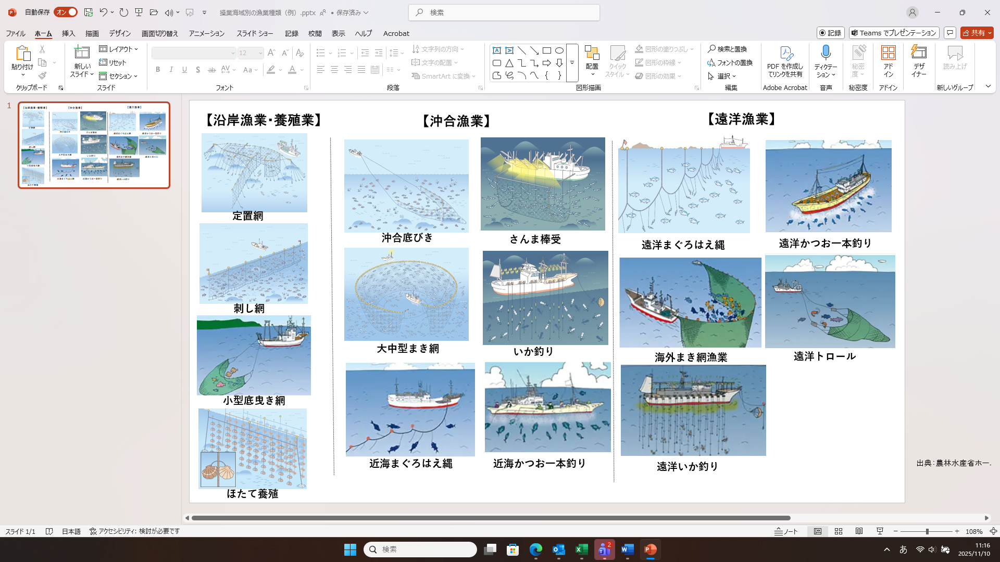 自動保存 オン
操業海域別の漁業種類（例）.pptx • 保存済み
検索
ファイル ホーム 挿入 描画 デザイン 画面切り替え アニメーション スライド ショー 記録 校閲 表示 ヘルプ Acrobat
記録 Teams でプレゼンテーション 共有
貼り付け
クリップボード
新しい
スライド
レイアウト
リセット
セクション
スライド
12
フォント
段落
文字列の方向
文字の配置
SmartArt に変換
配置
クイック
スタイル
図形の塗りつぶし
図形の枠線
図形の効果
図形描画
検索と置換
フォントの置換
選択
編集
PDF を作成し
てリンクを共有
Adobe Acrobat
ディクテー
ション
音声
秘密
度
秘密度
アド
イン
アドイン
デザ
イナー
読み上げ
新しいグループ
1
【沿岸漁業・養殖業】
定置網
刺し網
小型底曳き網
ほたて養殖
【沖合漁業】
沖合底びき
さんま棒受
大中型まき網
いか釣り
近海まぐろはえ縄
近海かつお一本釣り
【遠洋漁業】
遠洋まぐろはえ縄
遠洋かつお一本釣り
海外まき網漁業
遠洋トロール
遠洋いか釣り
出典：農林水産省ホー
スライド 1/1 日本語 アクセシビリティ: 検討が必要です
ノート
108%
検索
2
あ
11:16
2025/11/10